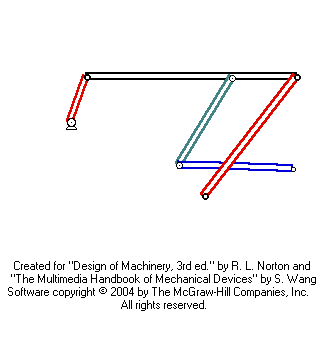 Created for "Design of Machinery, 3rd ed." by R. L. Norton and
"The Multimedia Handbook of Mechanical Devices" by S. Wang
Software copyright © 2004 by The McGraw-Hill Companies, Inc.
All rights reserved.